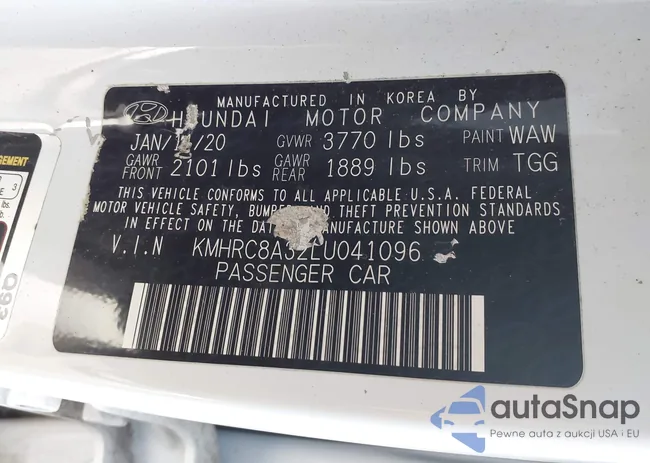 MANUFACTURED IN KOREA BY
HYUNDAI MOTOR COMPANY
JAN/ /20 GVWR 3770 lbs PAINT WAW
GAWR FRONT 2101 lbs GAWR REAR 1889 lbs TRIM TGG
THIS VEHICLE CONFORMS TO ALL APPLICABLE U.S.A. FEDERAL
MOTOR VEHICLE SAFETY, BUMPER AND THEFT PREVENTION STANDARDS
IN EFFECT ON THE DATE OF MANUFACTURE SHOWN ABOVE
V.I.N KMHRC8A32LU041096
PASSENGER CAR
autaSnap
Pewne auta z aukcji USA i EU